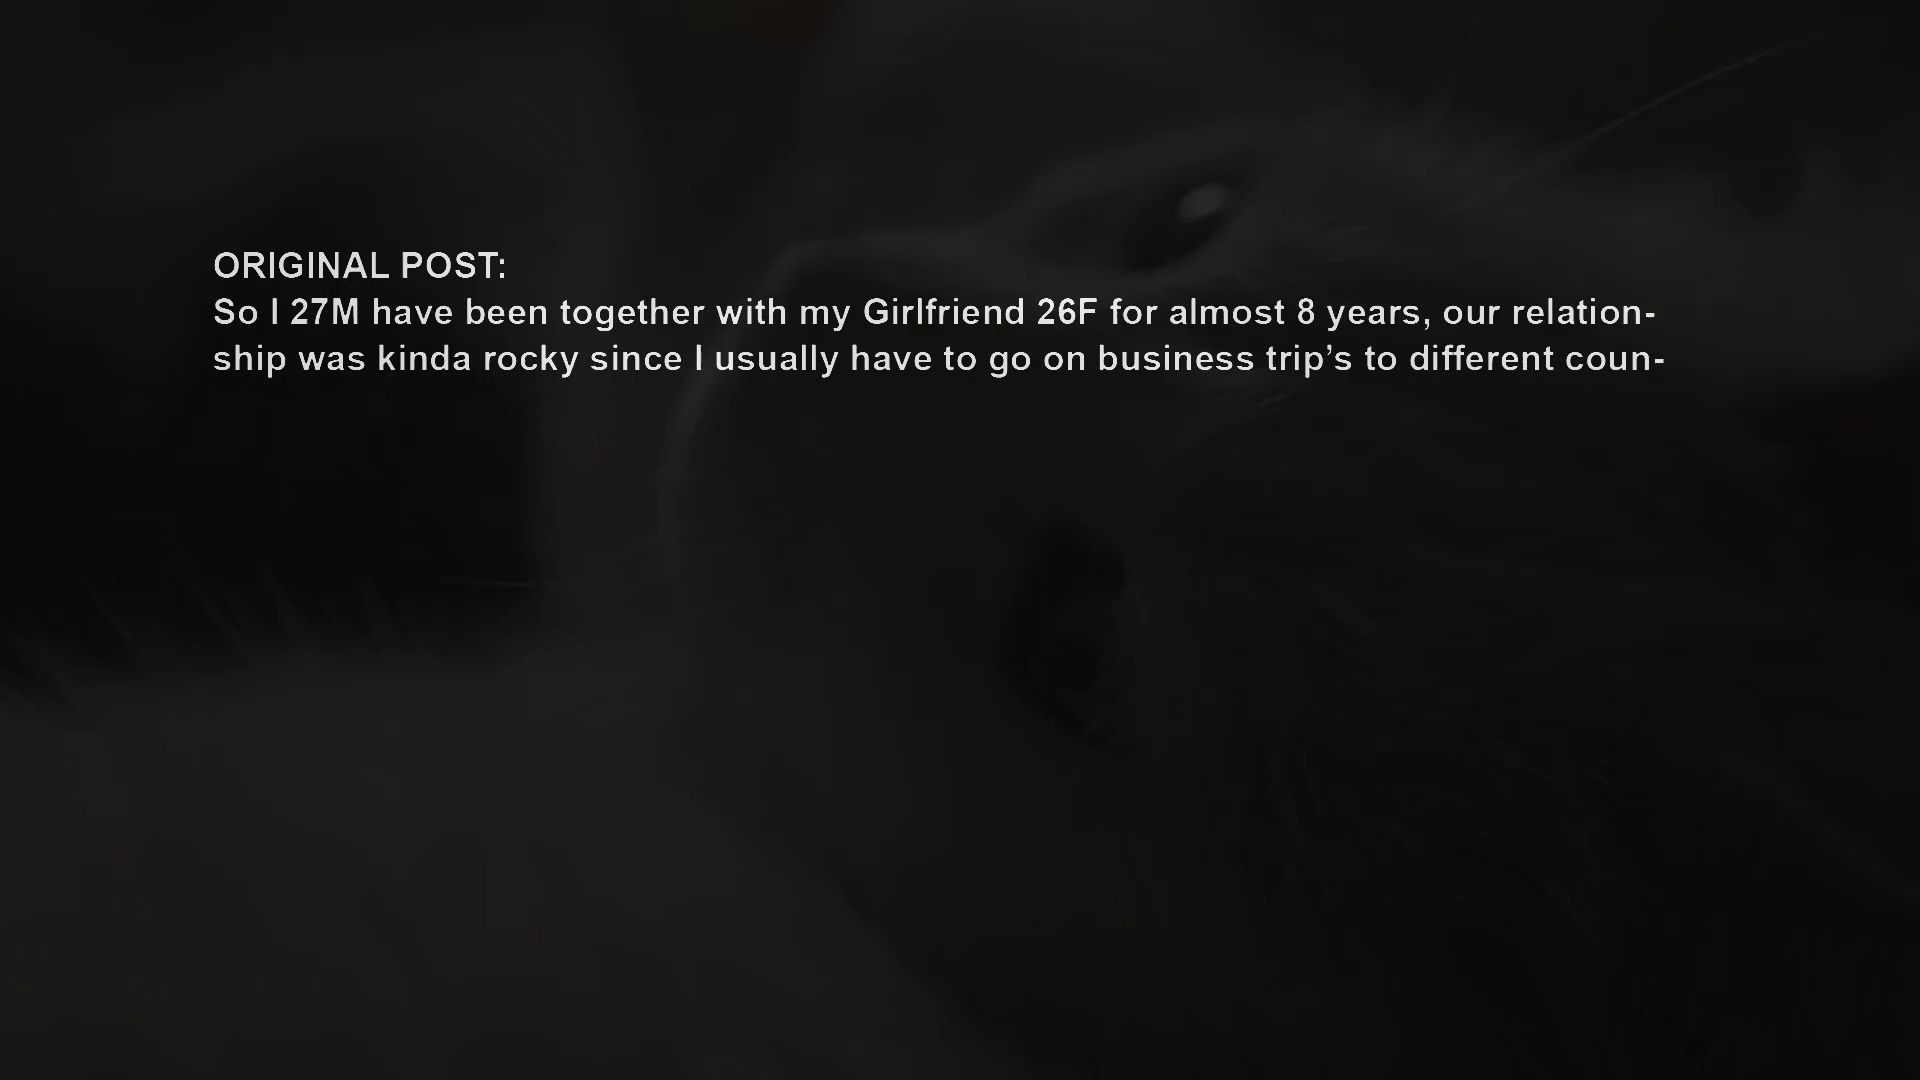 ORIGINAL POST:
So I 27M have been together with my Girlfriend 26F for almost 8 years, our relation-
ship was kinda rocky since I usually have to go on business trip’s to different coun-